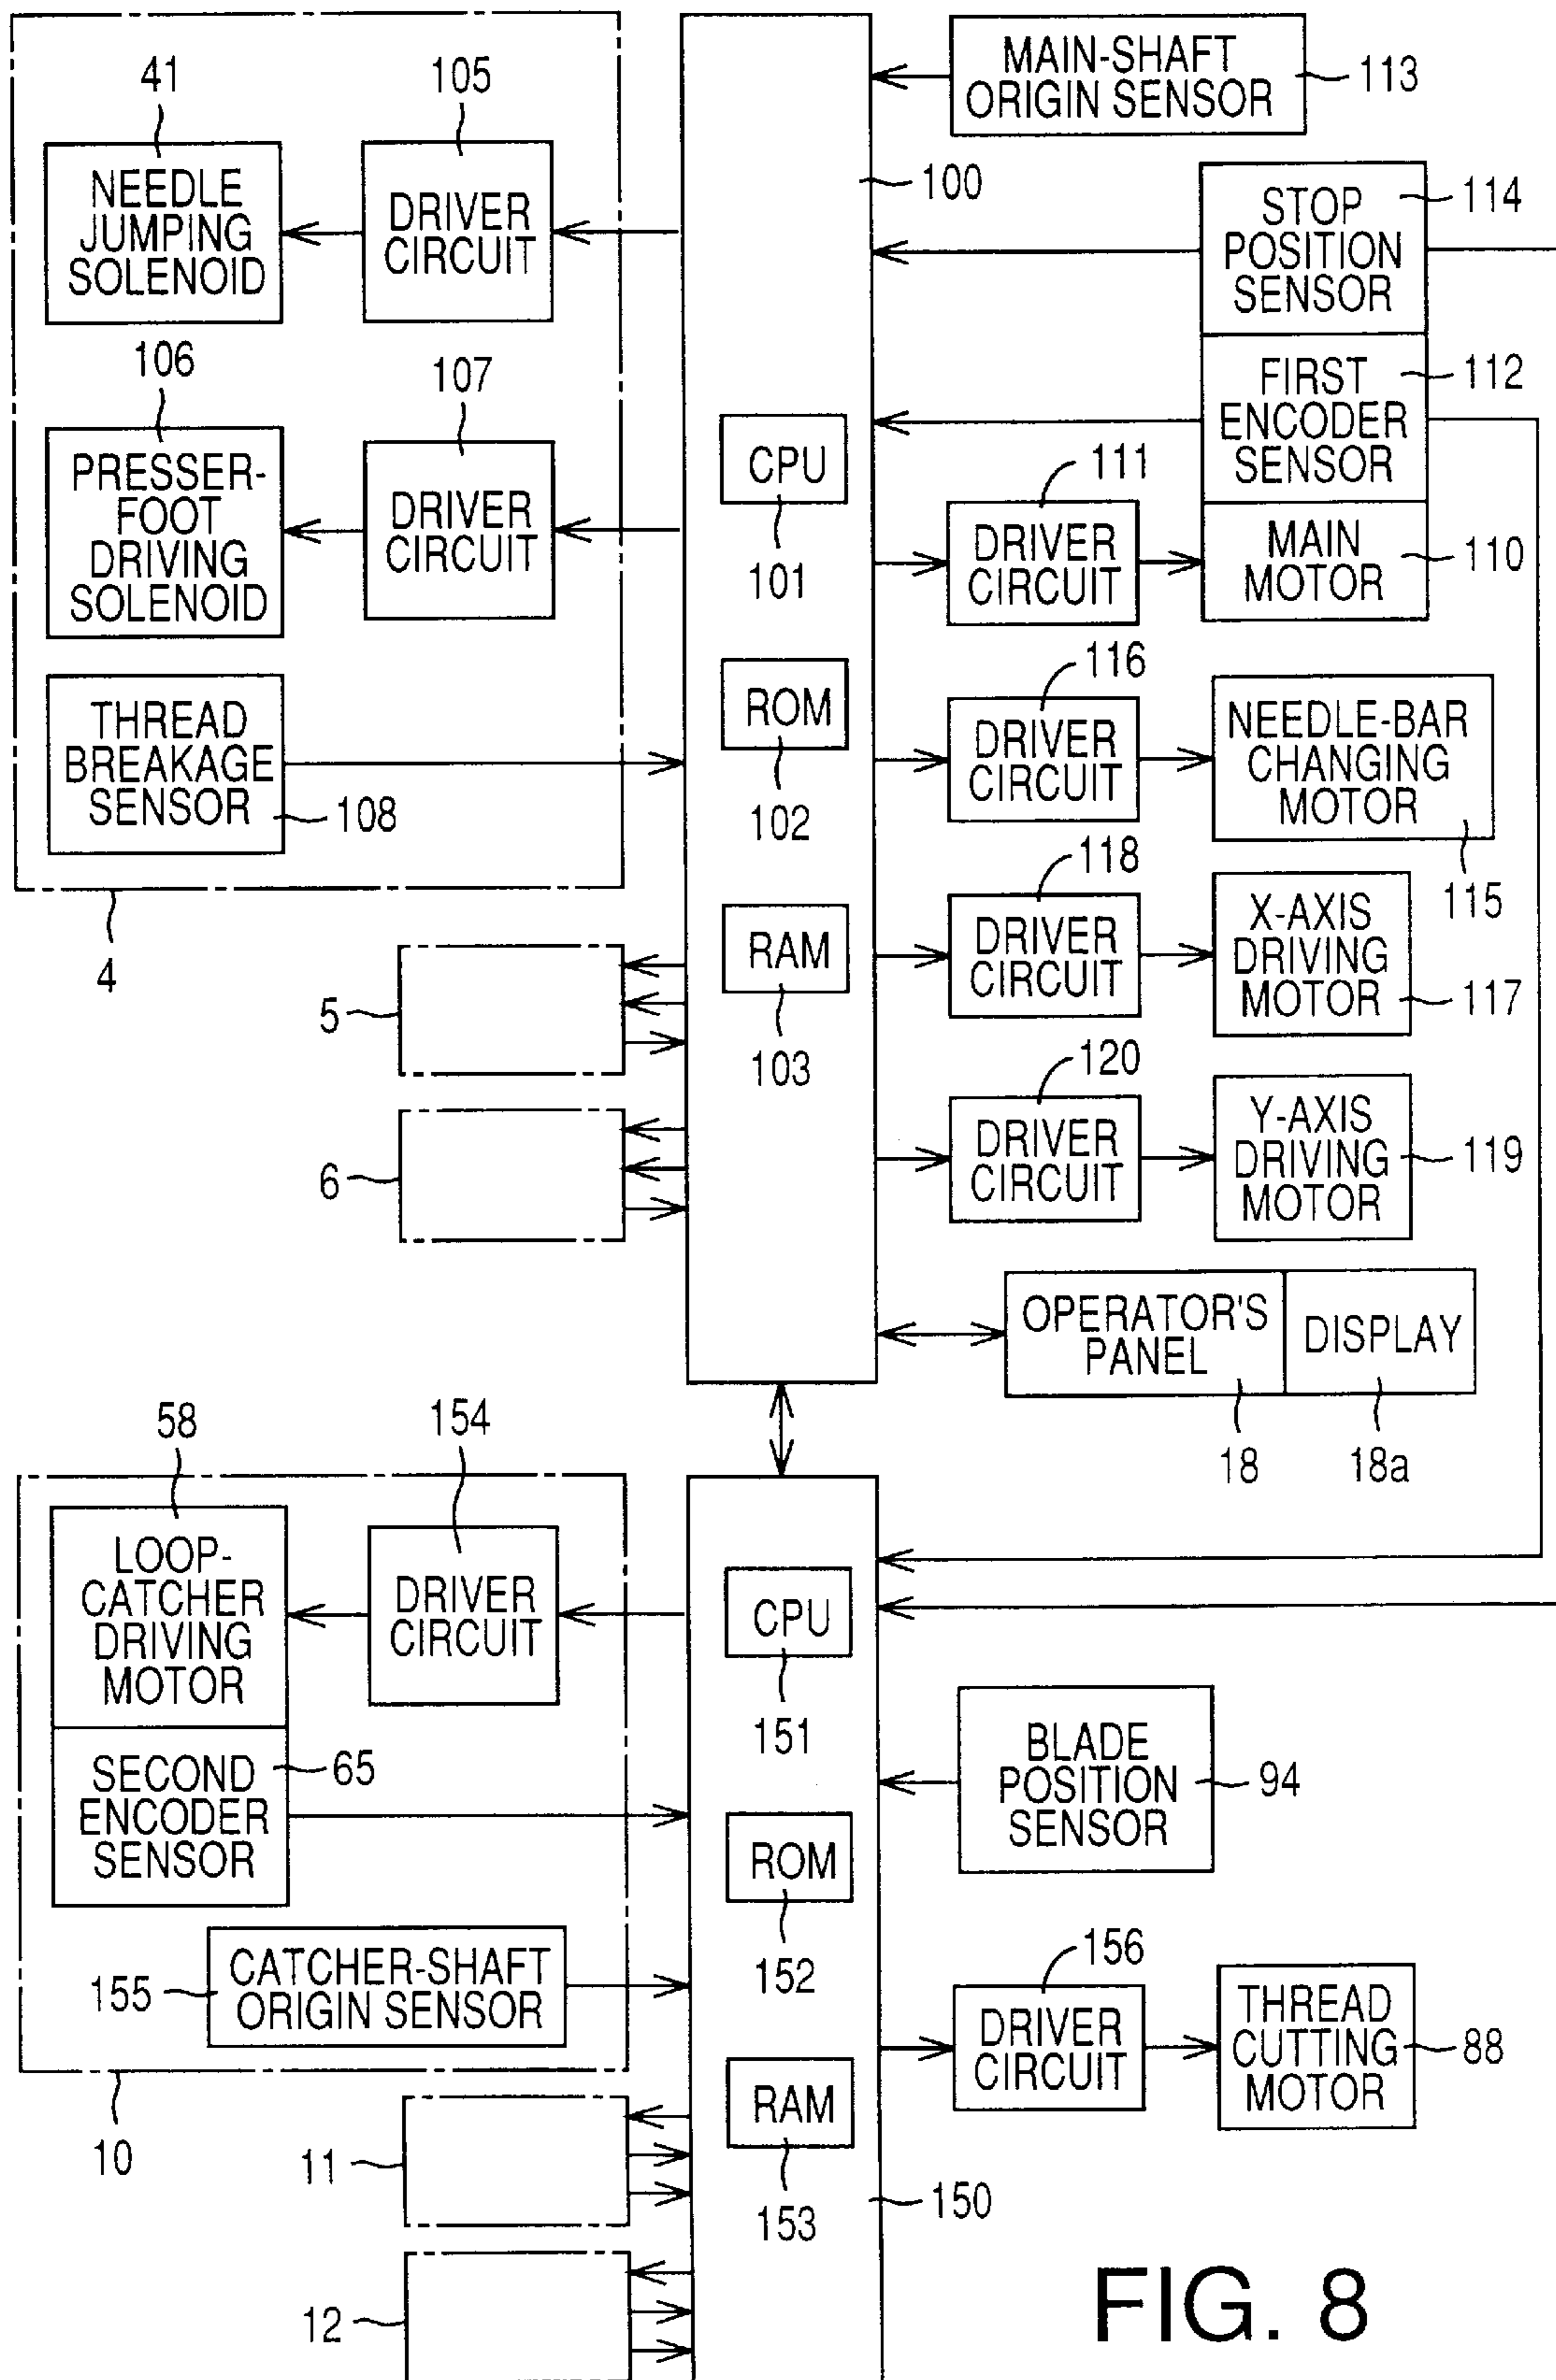 41
105
NEEDLE
JUMPING
SOLENOID
DRIVER
CIRCUIT
106
107
PRESSER-
FOOT
DRIVING
SOLENOID
DRIVER
CIRCUIT
THREAD
BREAKAGE
SENSOR
108
4
5
6
100
CPU
101
ROM
102
RAM
103
MAIN-SHAFT
ORIGIN SENSOR
113
STOP
POSITION
SENSOR
114
FIRST
ENCODER
SENSOR
112
111
DRIVER
CIRCUIT
MAIN
MOTOR
110
116
DRIVER
CIRCUIT
NEEDLE-BAR
CHANGING
MOTOR
115
118
DRIVER
CIRCUIT
X-AXIS
DRIVING
MOTOR
117
120
DRIVER
CIRCUIT
Y-AXIS
DRIVING
MOTOR
119
OPERATOR'S
PANEL
DISPLAY
18
18a
58
154
LOOP-
CATCHER
DRIVING
MOTOR
DRIVER
CIRCUIT
SECOND
ENCODER
SENSOR
65
155
CATCHER-SHAFT
ORIGIN SENSOR
10
11
12
CPU
151
ROM
152
RAM
153
150
BLADE
POSITION
SENSOR
94
156
DRIVER
CIRCUIT
THREAD
CUTTING
MOTOR
88
FIG. 8